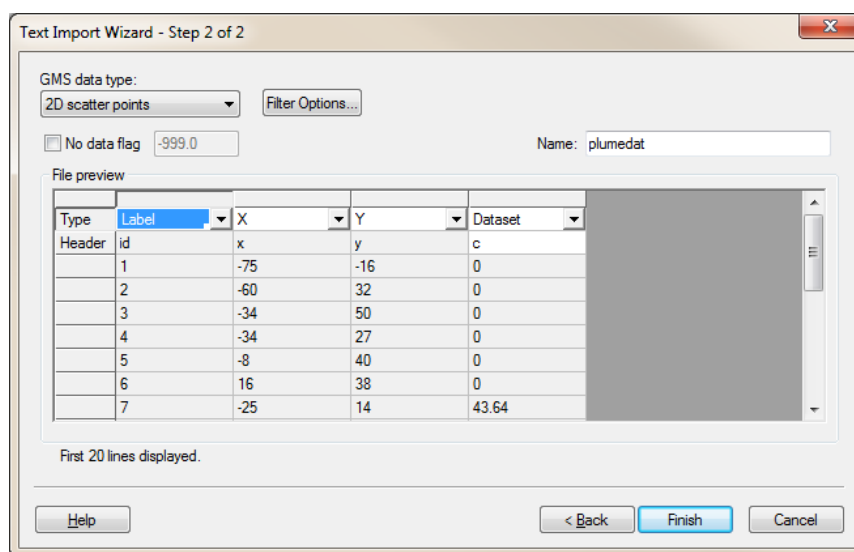 Text Import Wizard - Step 2 of 2
GMS data type:
2D scatter points Filter Options...
No data flag -999.0 Name: plumedat
File preview
Type Label X Y Dataset
Header id x y c
1 -75 -16 0
2 -60 32 0
3 -34 50 0
4 -34 27 0
5 -8 40 0
6 16 38 0
7 -25 14 43.64
First 20 lines displayed.
Help < Back Finish Cancel